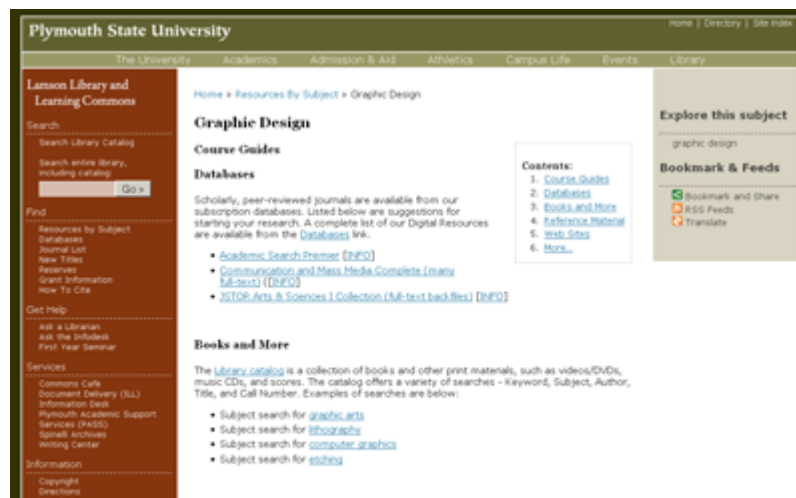 Plymouth State University
Home | Directory | Site Index
The University Academics Admission & Aid Athletics Campus Life Events Library
Lamson Library and
Learning Commons
Search
Search Library Catalog
Search entire library,
including catalog:
Go »
Find
Resources by Subject
Databases
Journal List
New Titles
Reserves
Grant Information
How To Cite
Get Help
Ask a Librarian
Ask the Infodesk
First Year Seminar
Services
Commons Cafe
Document Delivery (ILL)
Information Desk
Plymouth Academic Support
Services (PASS)
Spinelli Archives
Writing Center
Information
Copyright
Directions
Home » Resources By Subject » Graphic Design
Graphic Design
Course Guides
Databases
Scholarly, peer-reviewed journals are available from our
subscription databases. Listed below are suggestions for
starting your research. A complete list of our Digital Resources
are available from the Databases link.
• Academic Search Premier [INFO]
• Communication and Mass Media Complete (many
full-text) ([INFO]
• JSTOR Arts & Sciences I Collection (full-text backfiles) [INFO]
Contents:
1. Course Guides
2. Databases
3. Books and More
4. Reference Material
5. Web Sites
6. More...
Books and More
The Library catalog is a collection of books and other print materials, such as videos/DVDs,
music CDs, and scores. The catalog offers a variety of searches - Keyword, Subject, Author,
Title, and Call Number. Examples of searches are below:
• Subject search for graphic arts
• Subject search for lithography
• Subject search for computer graphics
• Subject search for etching
Explore this subject
graphic design
Bookmark & Feeds
Bookmark and Share
RSS Feeds
Translate